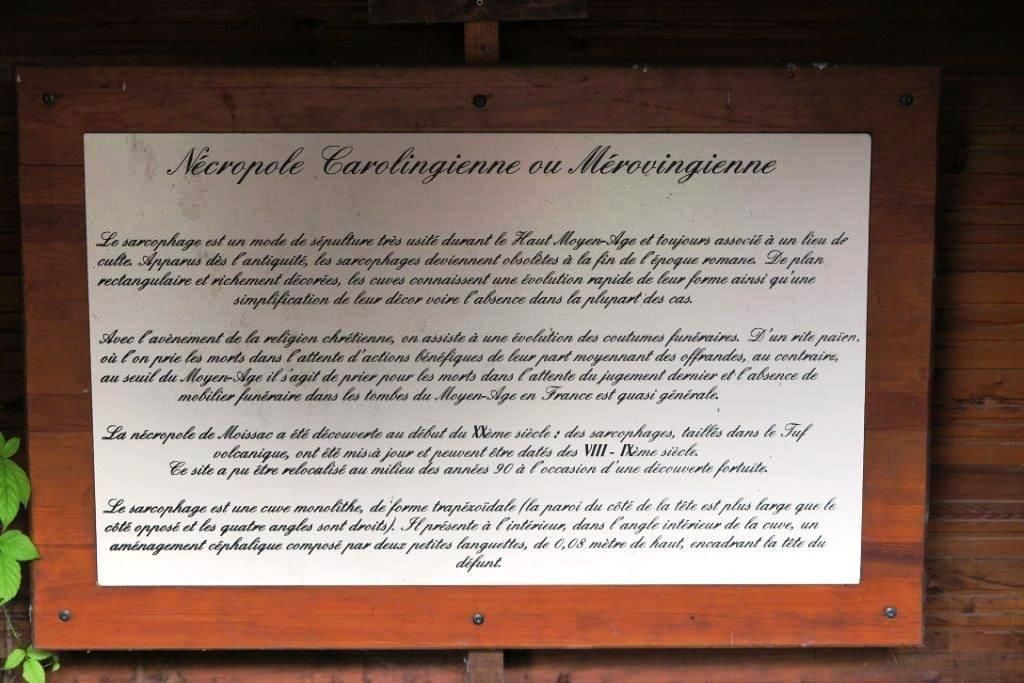 Nécropole Carolingienne ou Mérovingienne
Le sarcophage est un mode de sépulture très usité durant le Haut Moyen-Age et toujours associé à un lieu de
culte. Apparus dès l'antiquité, les sarcophages deviennent obsolètes à la fin de l'époque romane. De plan
rectangulaire et richement décorées, les cuves connaissent une évolution rapide de leur forme ainsi qu'une
simplification de leur décor voire l'absence dans la plupart des cas.
Avec l'avènement de la religion chrétienne, on assiste à une évolution des coutumes funéraires. D'un rite païen,
où l'on prie les morts dans l'attente d'actions bénéfiques de leur part moyennant des offrandes, au contraire,
au seuil du Moyen-Age il s'agit de prier pour les morts dans l'attente du jugement dernier et l'absence de
mobilier funéraire dans les tombes du Moyen-Age en France est quasi générale.
La nécropole de Moissac a été découverte au début du XXème siècle : des sarcophages, taillés dans le Tuf
volcanique, ont été mis à jour et peuvent être datés des VIII - IXème siècle.
Ce site a pu être relocalisé au milieu des années 90 à l'occasion d'une découverte fortuite.
Le sarcophage est une cuve monolithe, de forme trapézoïdale (la paroi du côté de la tête est plus large que le
côté opposé et les quatre angles sont droits). Il présente à l'intérieur, dans l'angle intérieur de la cuve, un
aménagement céphalique composé par deux petites languettes, de 0,08 mètre de haut, encadrant la tête du
défunt.